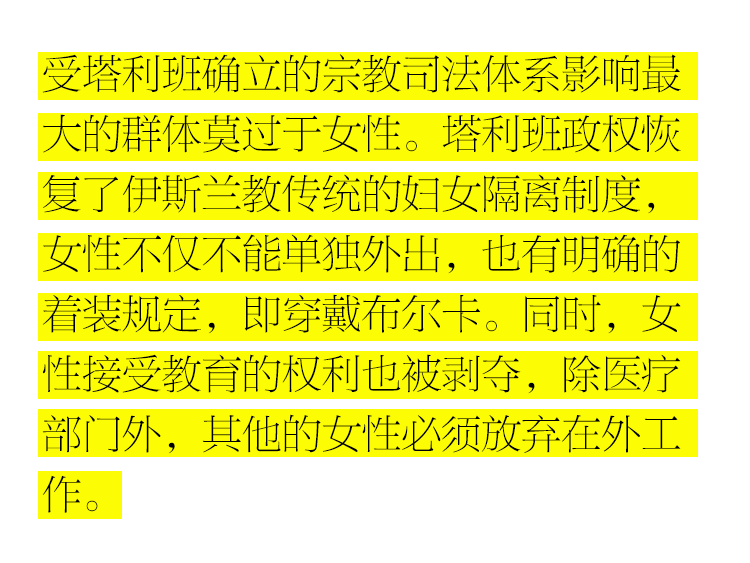 受塔利班确立的宗教司法体系影响最
大的群体莫过于女性。塔利班政权恢
复了伊斯兰教传统的妇女隔离制度，
女性不仅不能单独外出，也有明确的
着装规定，即穿戴布尔卡。同时，女
性接受教育的权利也被剥夺，除医疗
部门外，其他的女性必须放弃在外工
作。